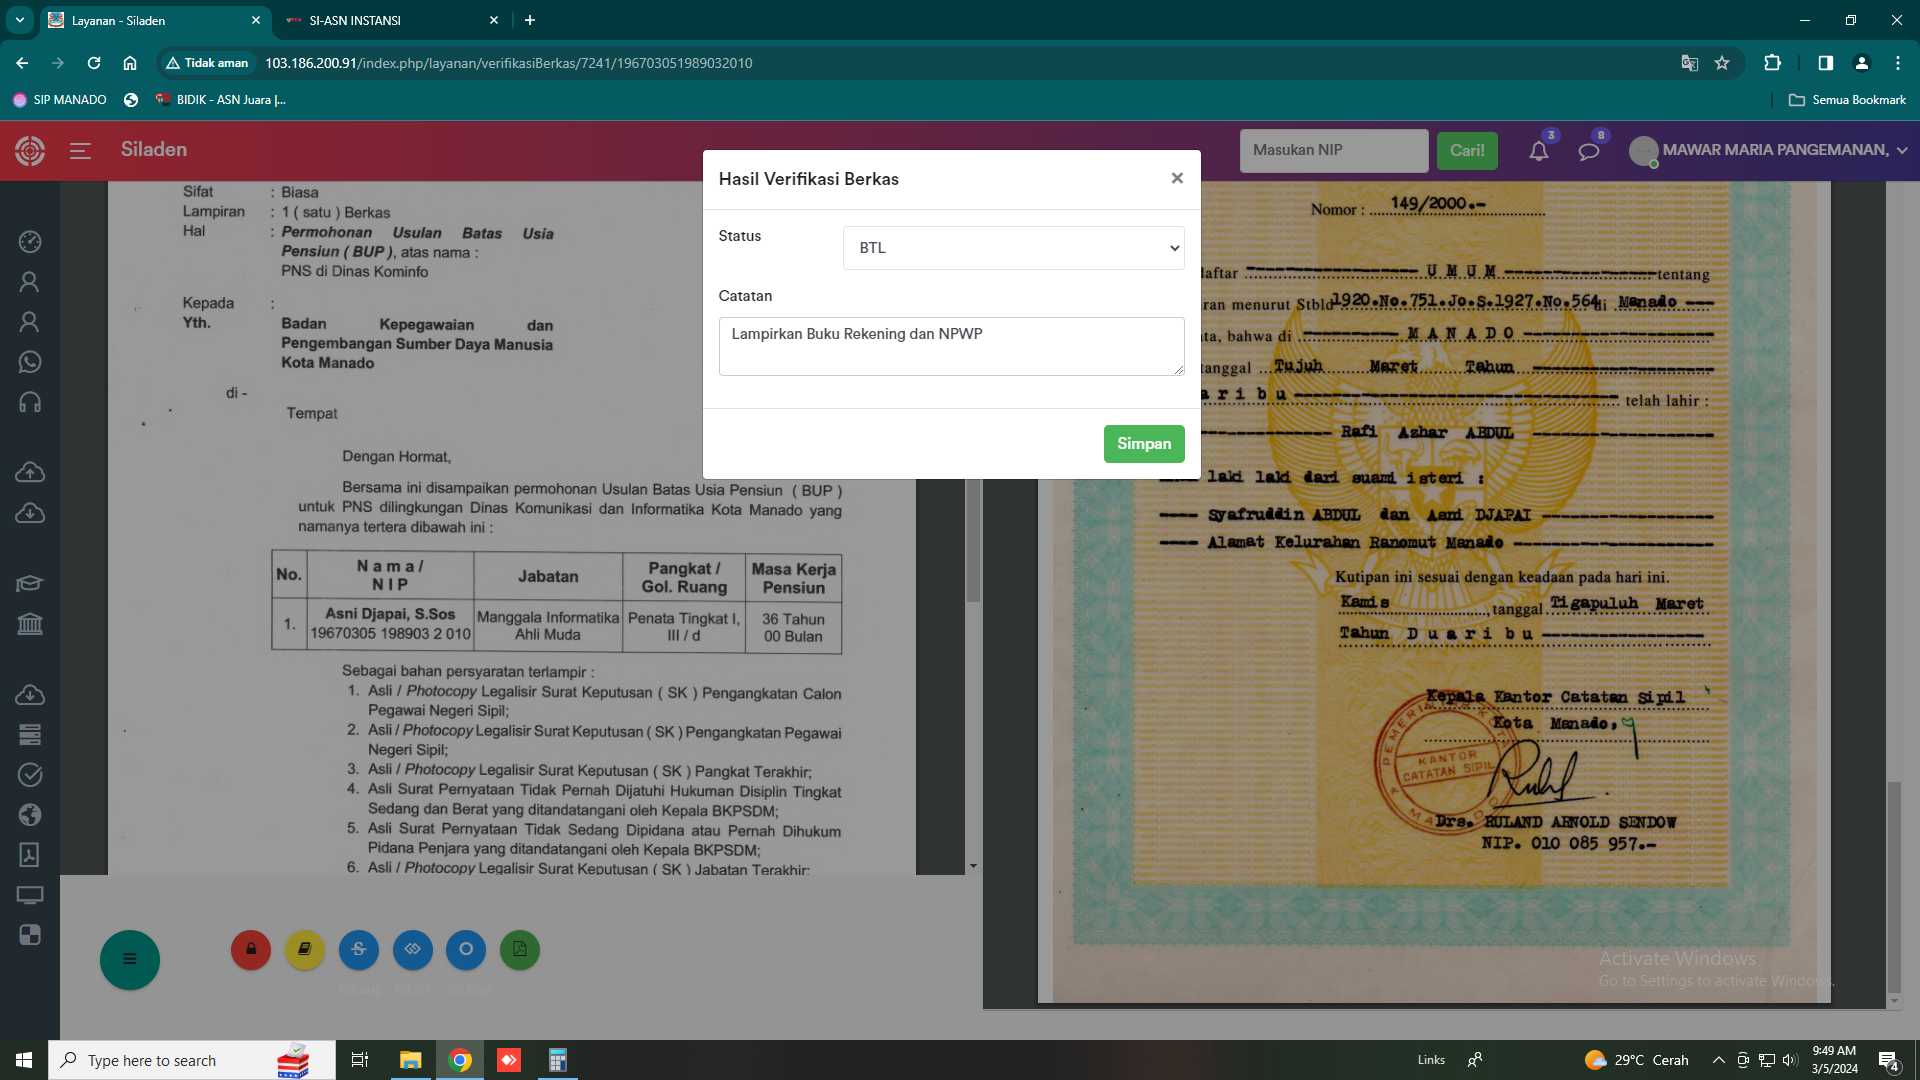 Layanan - Siladen
SI-ASN INSTANSI
Tidak aman
103.186.200.91/index.php/layanan/verifikasiBerkas/7241/196703051989032010
SIP MANADO
BIDIK - ASN Juara |...
Semua Bookmark
Siladen
Masukan NIP
Cari!
3
8
MAWAR MARIA PANGEMANAN,
Hasil Verifikasi Berkas
Status
BTL
Catatan
Lampirkan Buku Rekening dan NPWP
Simpan
Sifat : Biasa
Lampiran : 1 ( satu ) Berkas
Hal : Permohonan Usulan Batas Usia
Pensiun ( BUP ), atas nama :
PNS di Dinas Kominfo
Kepada :
Yth. Badan Kepegawaian dan
Pengembangan Sumber Daya Manusia
Kota Manado
di -
Tempat
Dengan Hormat,
Bersama ini disampaikan permohonan Usulan Batas Usia Pensiun ( BUP )
untuk PNS dilingkungan Dinas Komunikasi dan Informatika Kota Manado yang
namanya tertera dibawah ini :
No. N a m a / N I P Jabatan Pangkat / Gol. Ruang Masa Kerja Pensiun
1. Asni Djapai, S.Sos 19670305 198903 2 010 Manggala Informatika Ahli Muda Penata Tingkat I, III / d 36 Tahun 00 Bulan
Sebagai bahan persyaratan terlampir :
1. Asli / Photocopy Legalisir Surat Keputusan ( SK ) Pengangkatan Calon
Pegawai Negeri Sipil;
2. Asli / Photocopy Legalisir Surat Keputusan ( SK ) Pengangkatan Pegawai
Negeri Sipil;
3. Asli / Photocopy Legalisir Surat Keputusan ( SK ) Pangkat Terakhir;
4. Asli Surat Pernyataan Tidak Pernah Dijatuhi Hukuman Disiplin Tingkat
Sedang dan Berat yang ditandatangani oleh Kepala BKPSDM;
5. Asli Surat Pernyataan Tidak Sedang Dipidana atau Pernah Dihukum
Pidana Penjara yang ditandatangani oleh Kepala BKPSDM;
6. Asli / Photocopy Legalisir Surat Keputusan ( SK ) Jabatan Terakhir;
Nomor : 149/2000.-
aftar U M U M tentang
ran menurut Stbld 1920.No.751.Jo.S.1927.No.564 di Manado
ta, bahwa di M A N A D O
tanggal Tujuh Maret Tahun
a r i b u telah lahir :
Rafi Azhar ABDUL
laki laki dari suami isteri :
Syafruddin ABDUL dan Asni DJAPAI
Alamat Kelurahan Ranomut Manado
Kutipan ini sesuai dengan keadaan pada hari ini.
Kamis , tanggal Tigapuluh Maret
Tahun D u a r i b u
Kepala Kantor Catatan Sipil
Kota Manado,
KANTOR
CATATAN SIPIL
Drs. RULAND ARNOLD SENDOW
NIP. 010 085 957.-
Activate Windows
Go to Settings to activate Windows.
Type here to search
Links
29°C Cerah
9:49 AM
3/5/2024
4